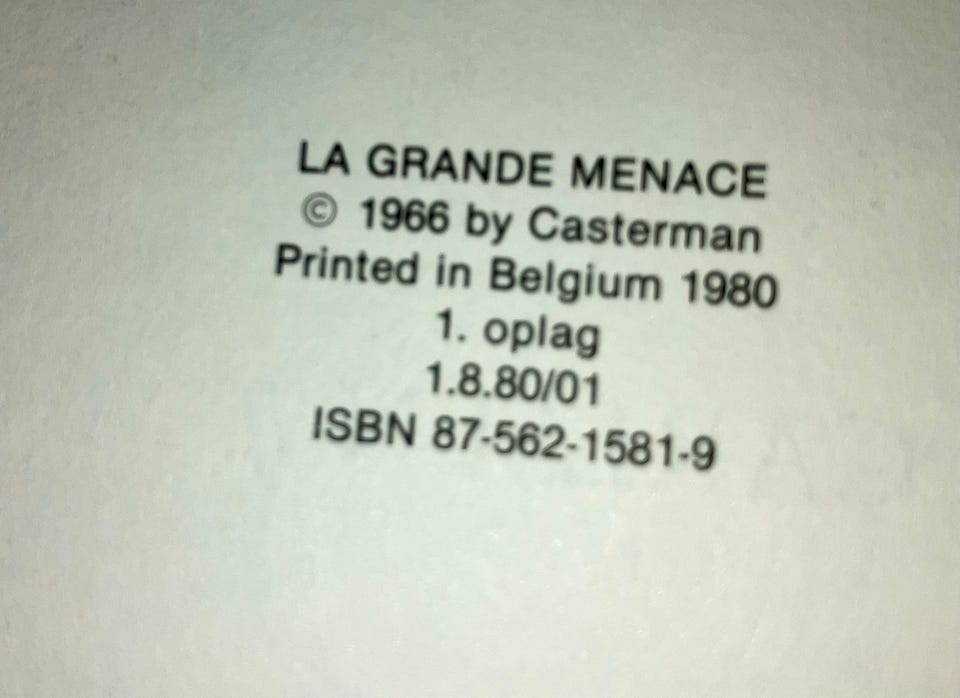 LA GRANDE MENACE
© 1966 by Casterman
Printed in Belgium 1980
1. oplag
1.8.80/01
ISBN 87-562-1581-9